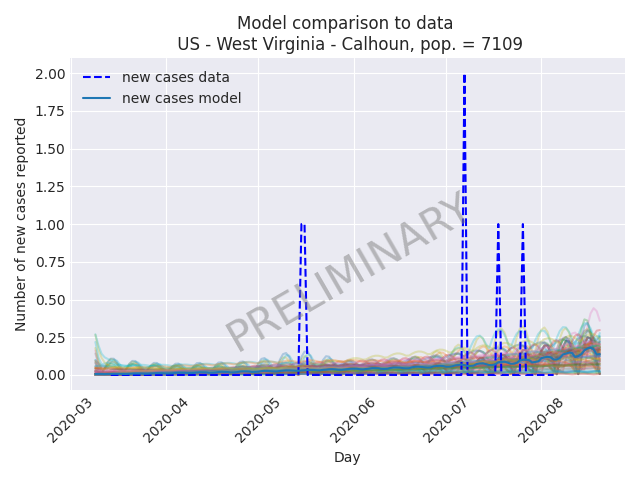 Model comparison to data
US - West Virginia - Calhoun, pop. = 7109
new cases data
new cases model
Number of new cases reported
2.00
1.75
1.50
1.25
1.00
0.75
0.50
0.25
0.00
PRELIMINARY
2020-03
2020-04
2020-05
2020-06
2020-07
2020-08
Day